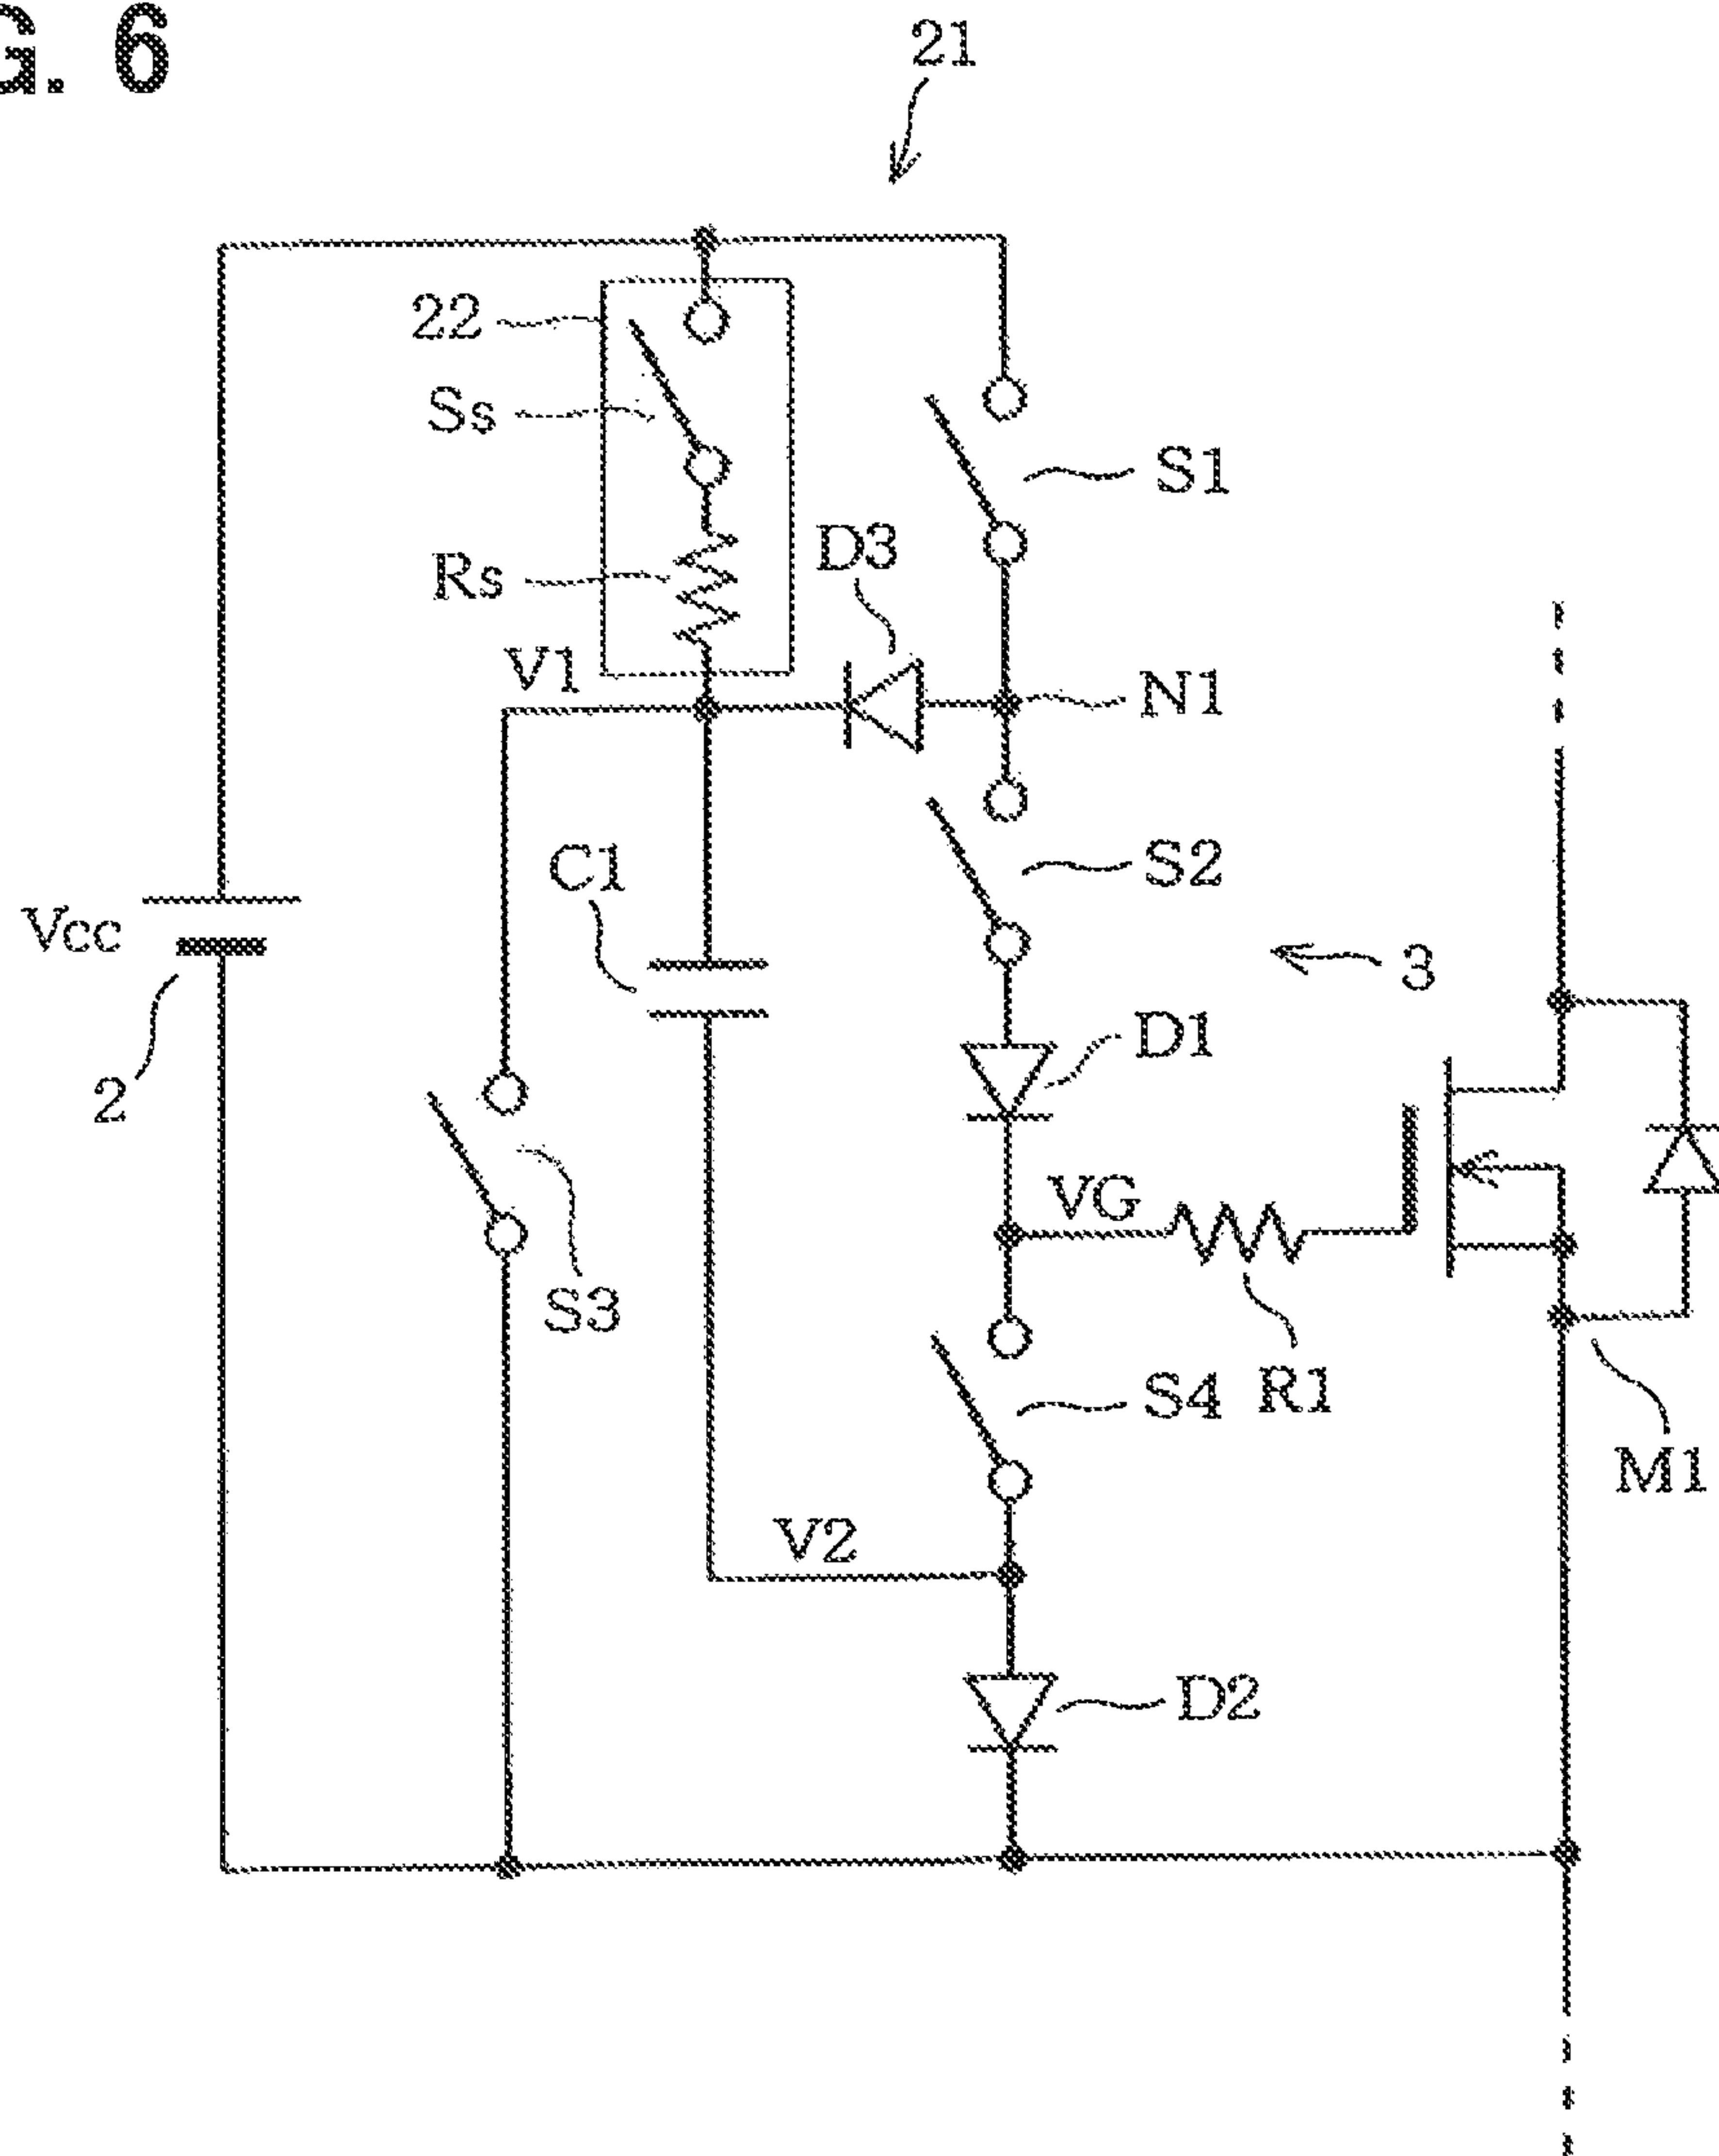 G. 6
21
22
Ss
S1
Rs
D3
V1
N1
C1
S2
Vcc
3
2
D1
VG
S3
R1
S4
M1
V2
D2